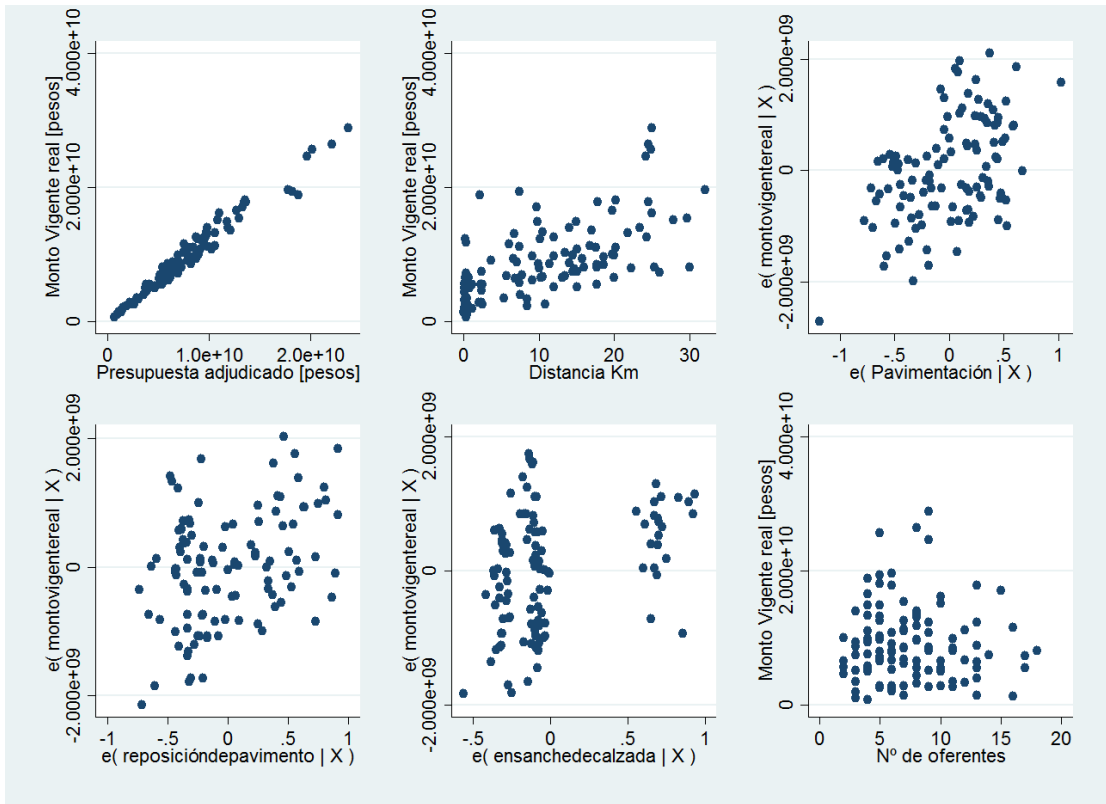 Monto Vigente real [pesos]
4.000e+10
2.000e+10
0
0 1.0e+10 2.0e+10
Presupuesta adjudicado [pesos]
Monto Vigente real [pesos]
4.000e+10
2.000e+10
0
0 10 20 30
Distancia Km
e( montovigentereal | X )
2.000e+09
0
-2.000e+09
-1 -.5 0 .5 1
e( Pavimentación | X )
e( montovigentereal | X )
2.000e+09
0
-2.000e+09
-1 -.5 0 .5 1
e( reposicióndepavimento | X )
e( montovigentereal | X )
2.000e+09
0
-2.000e+09
-.5 0 .5 1
e( ensanchedecalzada | X )
Monto Vigente real [pesos]
4.000e+10
2.000e+10
0
0 5 10 15 20
Nº de oferentes